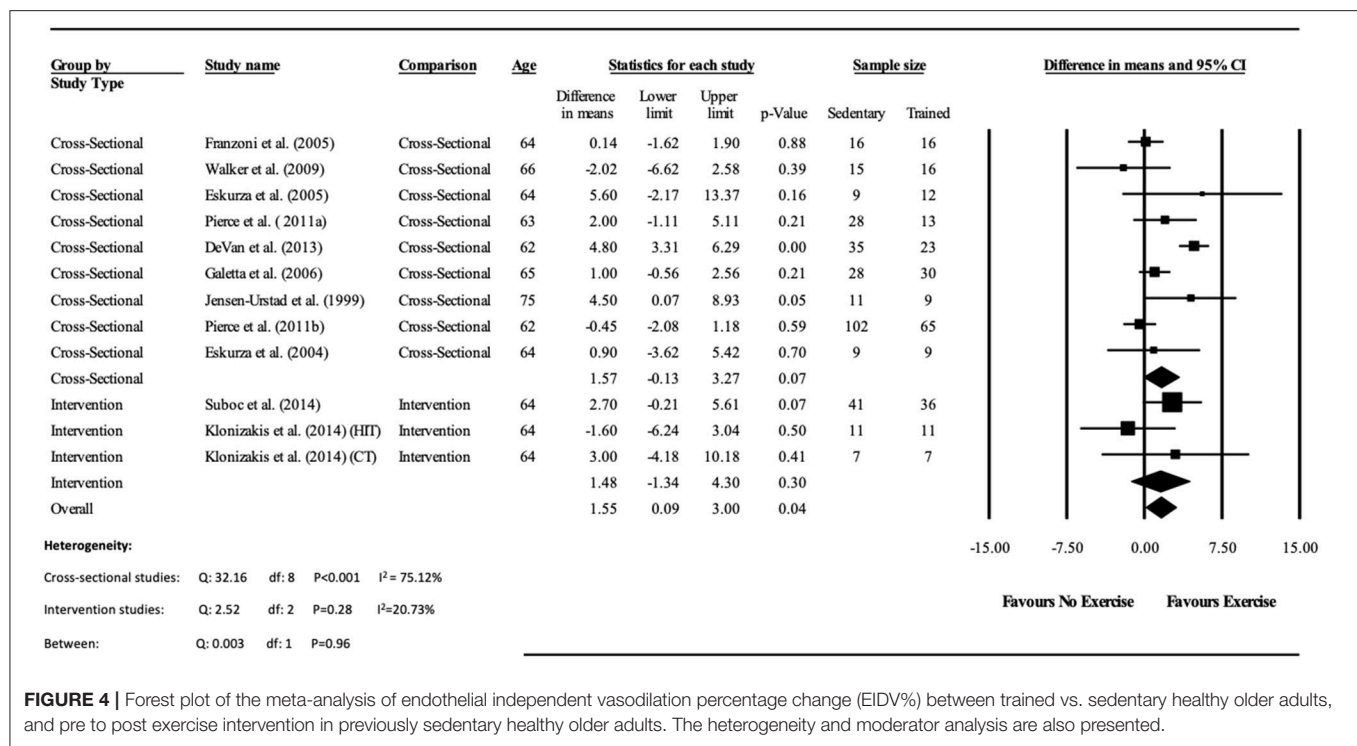 Group by Study name Comparison Age Statistics for each study Sample size Difference in means and 95% CI
Study Type
Difference Lower Upper
in means limit limit p-Value Sedentary Trained
Cross-Sectional Franzoni et al. (2005) Cross-Sectional 64 0.14 -1.62 1.90 0.88 16 16
Cross-Sectional Walker et al. (2009) Cross-Sectional 66 -2.02 -6.62 2.58 0.39 15 16
Cross-Sectional Eskurza et al. (2005) Cross-Sectional 64 5.60 -2.17 13.37 0.16 9 12
Cross-Sectional Pierce et al. ( 2011a) Cross-Sectional 63 2.00 -1.11 5.11 0.21 28 13
Cross-Sectional DeVan et al. (2013) Cross-Sectional 62 4.80 3.31 6.29 0.00 35 23
Cross-Sectional Galetta et al. (2006) Cross-Sectional 65 1.00 -0.56 2.56 0.21 28 30
Cross-Sectional Jensen-Urstad et al. (1999) Cross-Sectional 75 4.50 0.07 8.93 0.05 11 9
Cross-Sectional Pierce et al. (2011b) Cross-Sectional 62 -0.45 -2.08 1.18 0.59 102 65
Cross-Sectional Eskurza et al. (2004) Cross-Sectional 64 0.90 -3.62 5.42 0.70 9 9
Cross-Sectional 1.57 -0.13 3.27 0.07
Intervention Suboc et al. (2014) Intervention 64 2.70 -0.21 5.61 0.07 41 36
Intervention Klonizakis et al. (2014) (HIT) Intervention 64 -1.60 -6.24 3.04 0.50 11 11
Intervention Klonizakis et al. (2014) (CT) Intervention 64 3.00 -4.18 10.18 0.41 7 7
Intervention 1.48 -1.34 4.30 0.30
Overall 1.55 0.09 3.00 0.04
-15.00 -7.50 0.00 7.50 15.00
Favours No Exercise Favours Exercise
Heterogeneity:
Cross-sectional studies: Q: 32.16 df: 8 P<0.001 I² = 75.12%
Intervention studies: Q: 2.52 df: 2 P=0.28 I²=20.73%
Between: Q: 0.003 df: 1 P=0.96
FIGURE 4 | Forest plot of the meta-analysis of endothelial independent vasodilation percentage change (EIDV%) between trained vs. sedentary healthy older adults,
and pre to post exercise intervention in previously sedentary healthy older adults. The heterogeneity and moderator analysis are also presented.